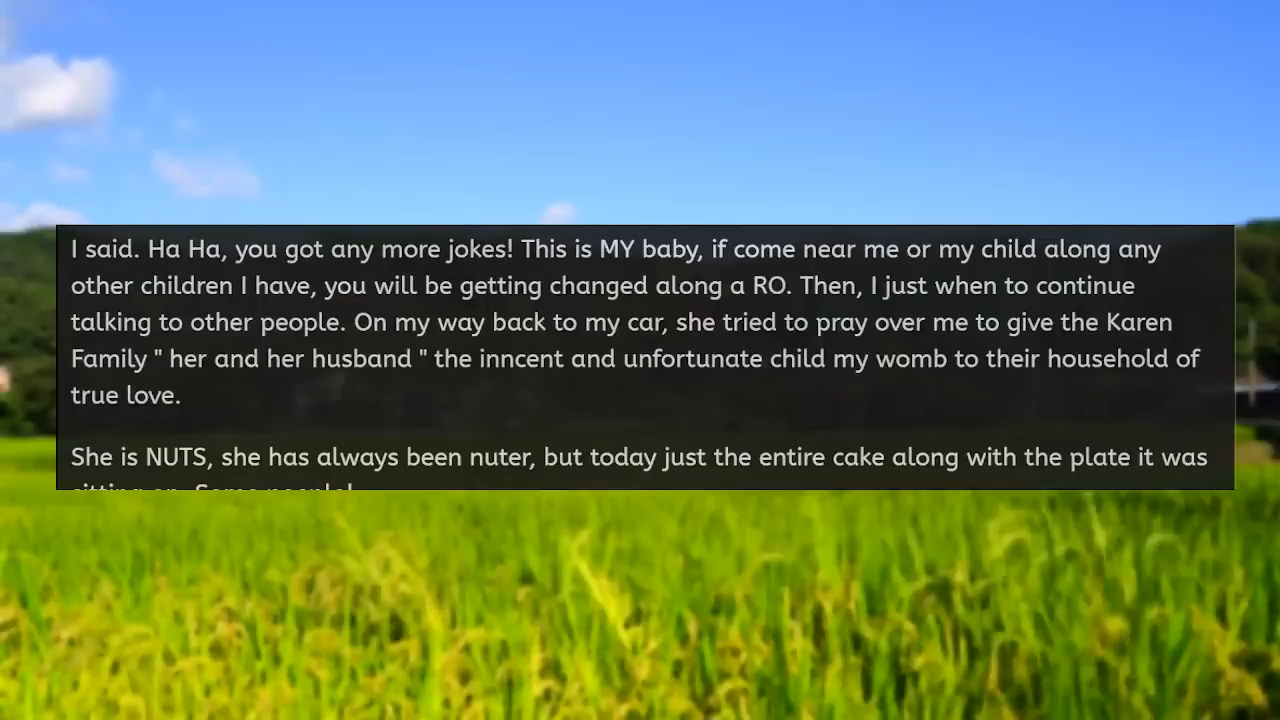 I said. Ha Ha, you got any more jokes! This is MY baby, if come near me or my child along any
other children I have, you will be getting changed along a RO. Then, I just when to continue
talking to other people. On my way back to my car, she tried to pray over me to give the Karen
Family " her and her husband " the inncent and unfortunate child my womb to their household of
true love.
She is NUTS, she has always been nuter, but today just the entire cake along with the plate it was
sitting on. Some people!